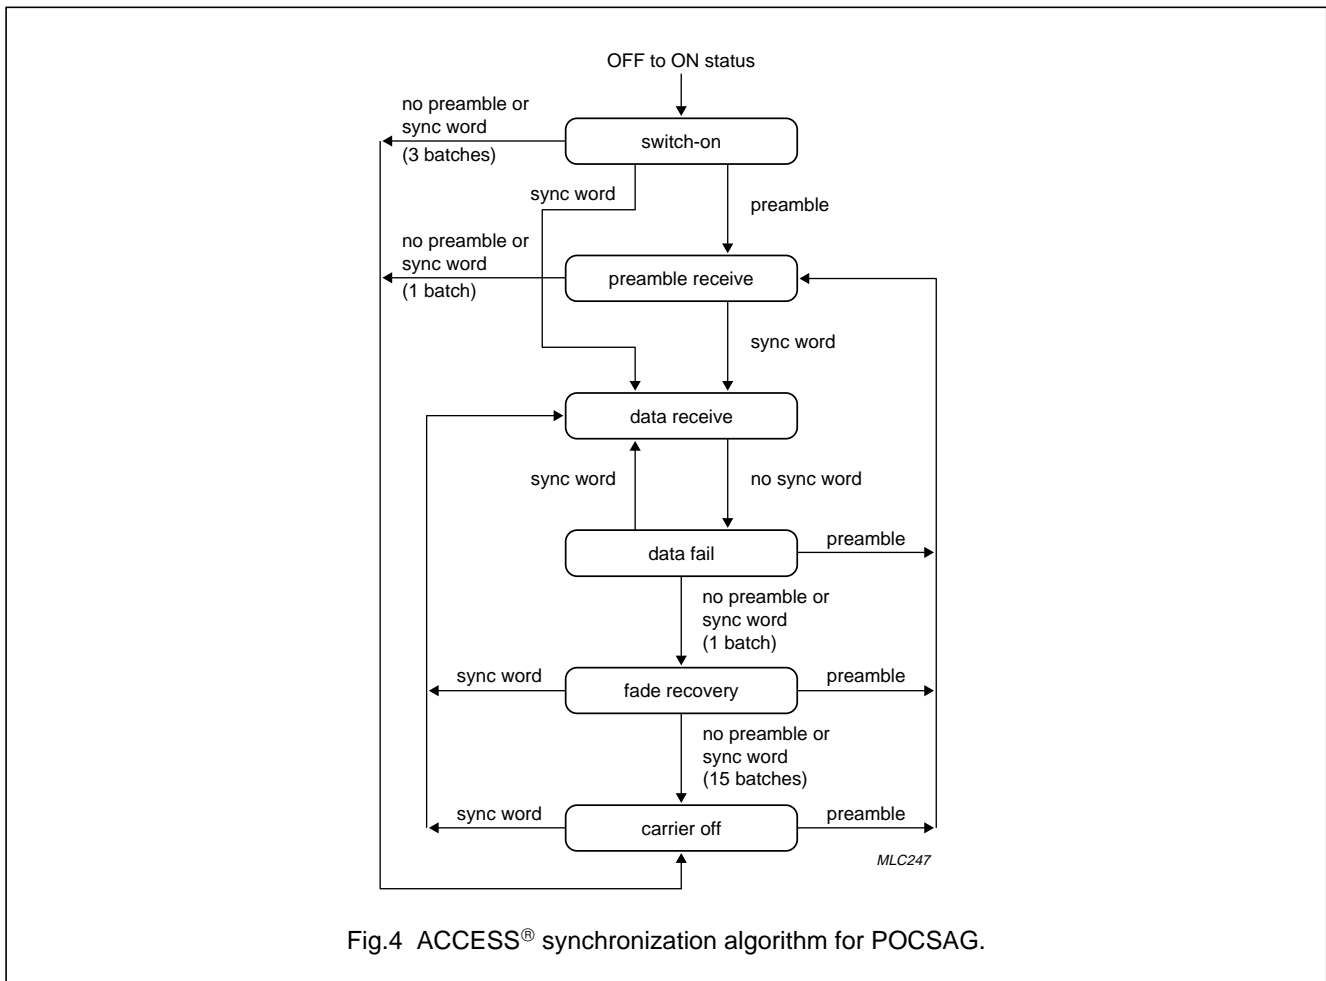 OFF to ON status
no preamble or
sync word
(3 batches)
switch-on
sync word
preamble
no preamble or
sync word
(1 batch)
preamble receive
sync word
data receive
sync word
no sync word
data fail
preamble
no preamble or
sync word
(1 batch)
sync word
fade recovery
preamble
no preamble or
sync word
(15 batches)
sync word
carrier off
preamble
MLC247
Fig.4 ACCESS® synchronization algorithm for POCSAG.